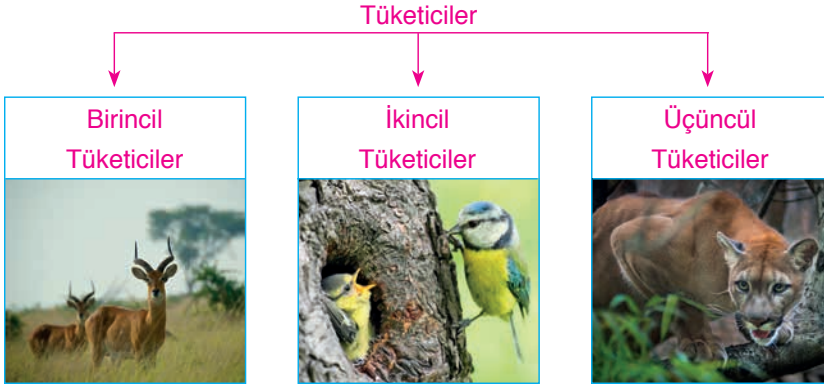 Tüketiciler
Birincil
Tüketiciler
İkincil
Tüketiciler
Üçüncül
Tüketiciler